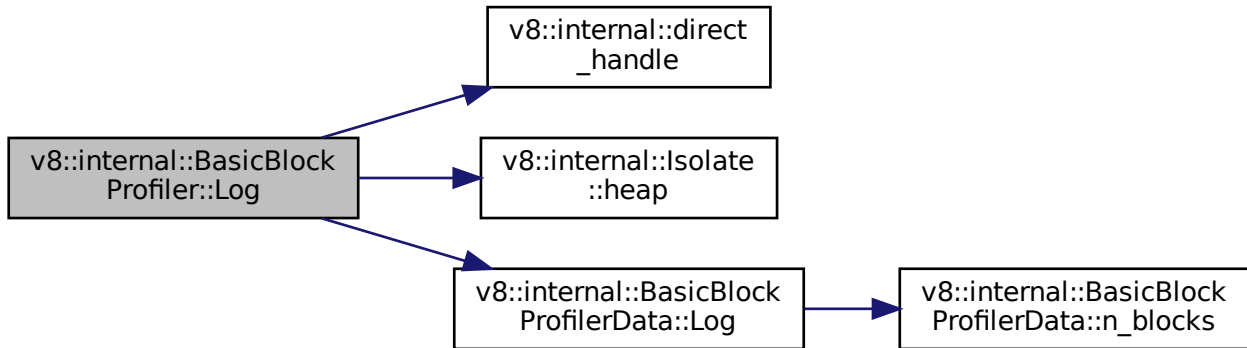 v8::internal::direct
_handle
v8::internal::BasicBlock
Profiler::Log
v8::internal::Isolate
::heap
v8::internal::BasicBlock
ProfilerData::Log
v8::internal::BasicBlock
ProfilerData::n_blocks